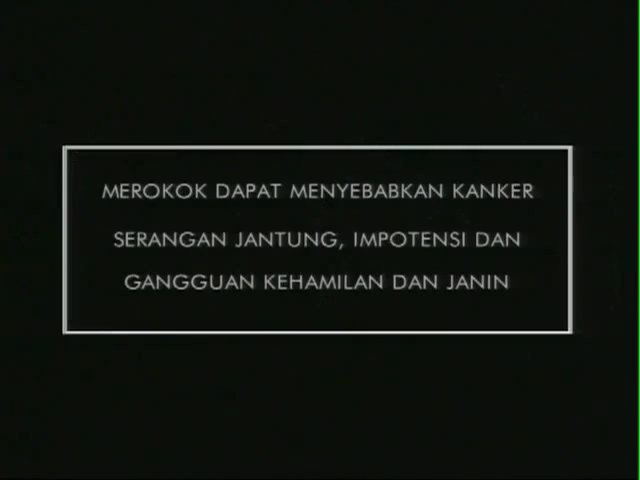 MEROKOK DAPAT MENYEBABKAN KANKER
SERANGAN JANTUNG, IMPOTENSI DAN
GANGGUAN KEHAMILAN DAN JANIN